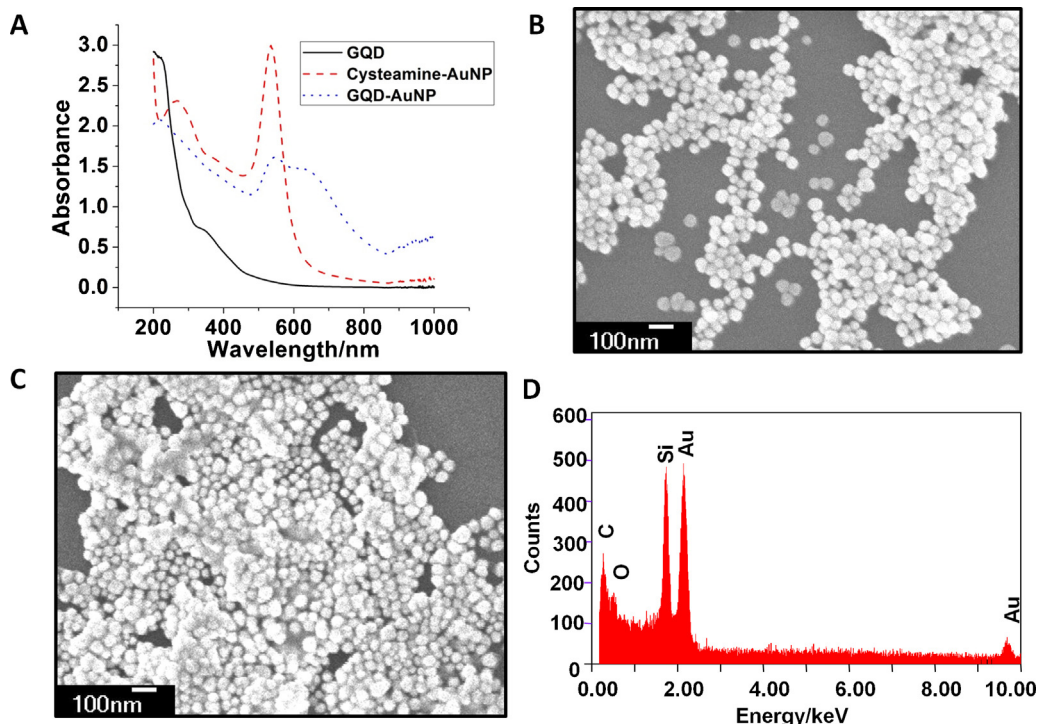 A
Absorbance
3.0
2.5
2.0
1.5
1.0
0.5
0.0
GQD
Cysteamine-AuNP
GQD-AuNP
200 400 600 800 1000
Wavelength/nm
B
100nm
C
100nm
D
Counts
600
500
400
300
200
100
0
C
O
Si
Au
Au
0.00 2.00 4.00 6.00 8.00 10.00
Energy/keV